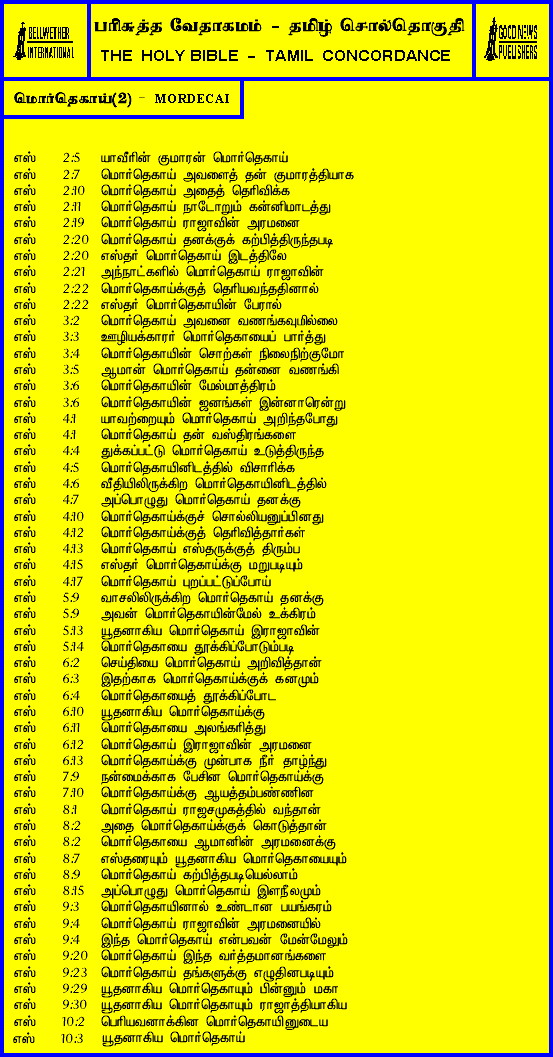 BELLWETHER
INTERNATIONAL
பரிசுத்த வேதாகமம் - தமிழ் சொல்தொகுதி
THE HOLY BIBLE - TAMIL CONCORDANCE
GOOD NEWS
PUBLISHERS
மொர்தெகாய்(2) - MORDECAI
எஸ் 2:5 யாவீரின் குமாரன் மொர்தெகாய்
எஸ் 2:7 மொர்தெகாய் அவளைத் தன் குமாரத்தியாக
எஸ் 2:10 மொர்தெகாய் அதைத் தெரிவிக்க
எஸ் 2:11 மொர்தெகாய் நாடோறும் கன்னிமாடத்து
எஸ் 2:19 மொர்தெகாய் ராஜாவின் அரமனை
எஸ் 2:20 மொர்தெகாய் தனக்குக் கற்பித்திருந்தபடி
எஸ் 2:20 எஸ்தர் மொர்தெகாய் இடத்திலே
எஸ் 2:21 அந்நாட்களில் மொர்தெகாய் ராஜாவின்
எஸ் 2:22 மொர்தெகாய்க்குத் தெரியவந்ததினால்
எஸ் 2:22 எஸ்தர் மொர்தெகாயின் பேரால்
எஸ் 3:2 மொர்தெகாய் அவனை வணங்கவுமில்லை
எஸ் 3:3 ஊழியக்காரர் மொர்தெகாயைப் பார்த்து
எஸ் 3:4 மொர்தெகாயின் சொற்கள் நிலைநிற்குமோ
எஸ் 3:5 ஆமான் மொர்தெகாய் தன்னை வணங்கி
எஸ் 3:6 மொர்தெகாயின் மேல்மாத்திரம்
எஸ் 3:6 மொர்தெகாயின் ஜனங்கள் இன்னாரென்று
எஸ் 4:1 யாவற்றையும் மொர்தெகாய் அறிந்தபோது
எஸ் 4:1 மொர்தெகாய் தன் வஸ்திரங்களை
எஸ் 4:4 துக்கப்பட்டு மொர்தெகாய் உடுத்திருந்த
எஸ் 4:5 மொர்தெகாயினிடத்தில் விசாரிக்க
எஸ் 4:6 வீதியிலிருக்கிற மொர்தெகாயினிடத்தில்
எஸ் 4:7 அப்பொழுது மொர்தெகாய் தனக்கு
எஸ் 4:10 மொர்தெகாய்க்குச் சொல்லியனுப்பினது
எஸ் 4:12 மொர்தெகாய்க்குத் தெரிவித்தார்கள்
எஸ் 4:13 மொர்தெகாய் எஸ்தருக்குத் திரும்ப
எஸ் 4:15 எஸ்தர் மொர்தெகாய்க்கு மறுபடியும்
எஸ் 4:17 மொர்தெகாய் புறப்பட்டுப்போய்
எஸ் 5:9 வாசலிலிருக்கிற மொர்தெகாய் தனக்கு
எஸ் 5:9 அவன் மொர்தெகாயின்மேல் உக்கிரம்
எஸ் 5:13 யூதனாகிய மொர்தெகாய் இராஜாவின்
எஸ் 5:14 மொர்தெகாயை தூக்கிப்போடும்படி
எஸ் 6:2 செய்தியை மொர்தெகாய் அறிவித்தான்
எஸ் 6:3 இதற்காக மொர்தெகாய்க்குக் கனமும்
எஸ் 6:4 மொர்தெகாயைத் தூக்கிப்போட
எஸ் 6:10 யூதனாகிய மொர்தெகாய்க்கு
எஸ் 6:11 மொர்தெகாயை அலங்கரித்து
எஸ் 6:12 மொர்தெகாய் இராஜாவின் அரமனை
எஸ் 6:13 மொர்தெகாய்க்கு முன்பாக நீர் தாழ்ந்து
எஸ் 7:9 நன்மைக்காக பேசின மொர்தெகாய்க்கு
எஸ் 7:10 மொர்தெகாய்க்கு ஆயத்தம்பண்ணின
எஸ் 8:1 மொர்தெகாய் ராஜசமுகத்தில் வந்தான்
எஸ் 8:2 அதை மொர்தெகாய்க்குக் கொடுத்தான்
எஸ் 8:2 மொர்தெகாயை ஆமானின் அரமனைக்கு
எஸ் 8:7 எஸ்தரையும் யூதனாகிய மொர்தெகாயையும்
எஸ் 8:9 மொர்தெகாய் கற்பித்தபடியெல்லாம்
எஸ் 8:15 அப்பொழுது மொர்தெகாய் இளநீலமும்
எஸ் 9:3 மொர்தெகாயினால் உண்டான பயங்கரம்
எஸ் 9:4 மொர்தெகாய் ராஜாவின் அரமனையில்
எஸ் 9:4 இந்த மொர்தெகாய் என்பவன் மேன்மேலும்
எஸ் 9:20 மொர்தெகாய் இந்த வர்த்தமானங்களை
எஸ் 9:23 மொர்தெகாய் தங்களுக்கு எழுதினபடியும்
எஸ் 9:29 யூதனாகிய மொர்தெகாயும் பின்னும் மகா
எஸ் 9:30 யூதனாகிய மொர்தெகாயும் ராஜாத்தியாகிய
எஸ் 10:2 பெரியவனாக்கின மொர்தெகாயினுடைய
எஸ் 10:3 யூதனாகிய மொர்தெகாய்